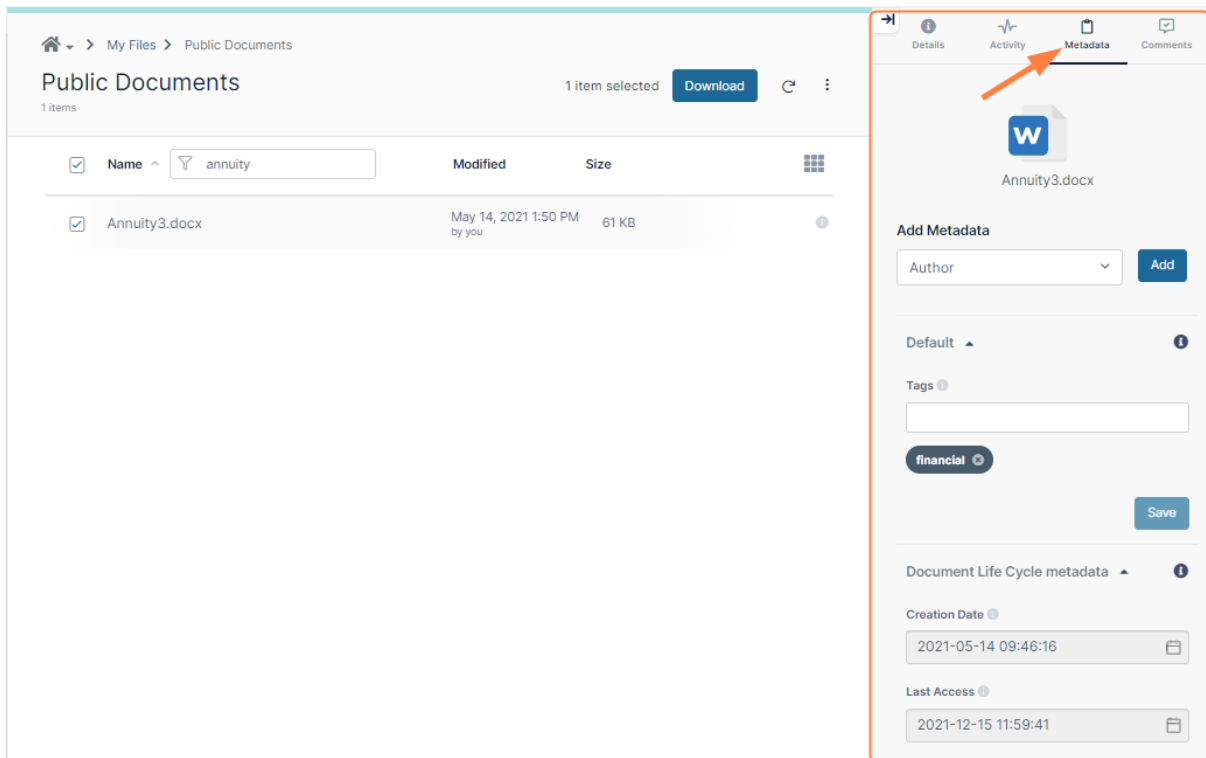 My Files Public Documents
Public Documents
1 items
1 item selected Download
Name annuity Modified Size
Annuity3.docx May 14, 2021 1:50 PM 61 KB
by you
Details Activity Metadata Comments
W
Annuity3.docx
Add Metadata
Author Add
Default
Tags
financial
Save
Document Life Cycle metadata
Creation Date
2021-05-14 09:46:16
Last Access
2021-12-15 11:59:41